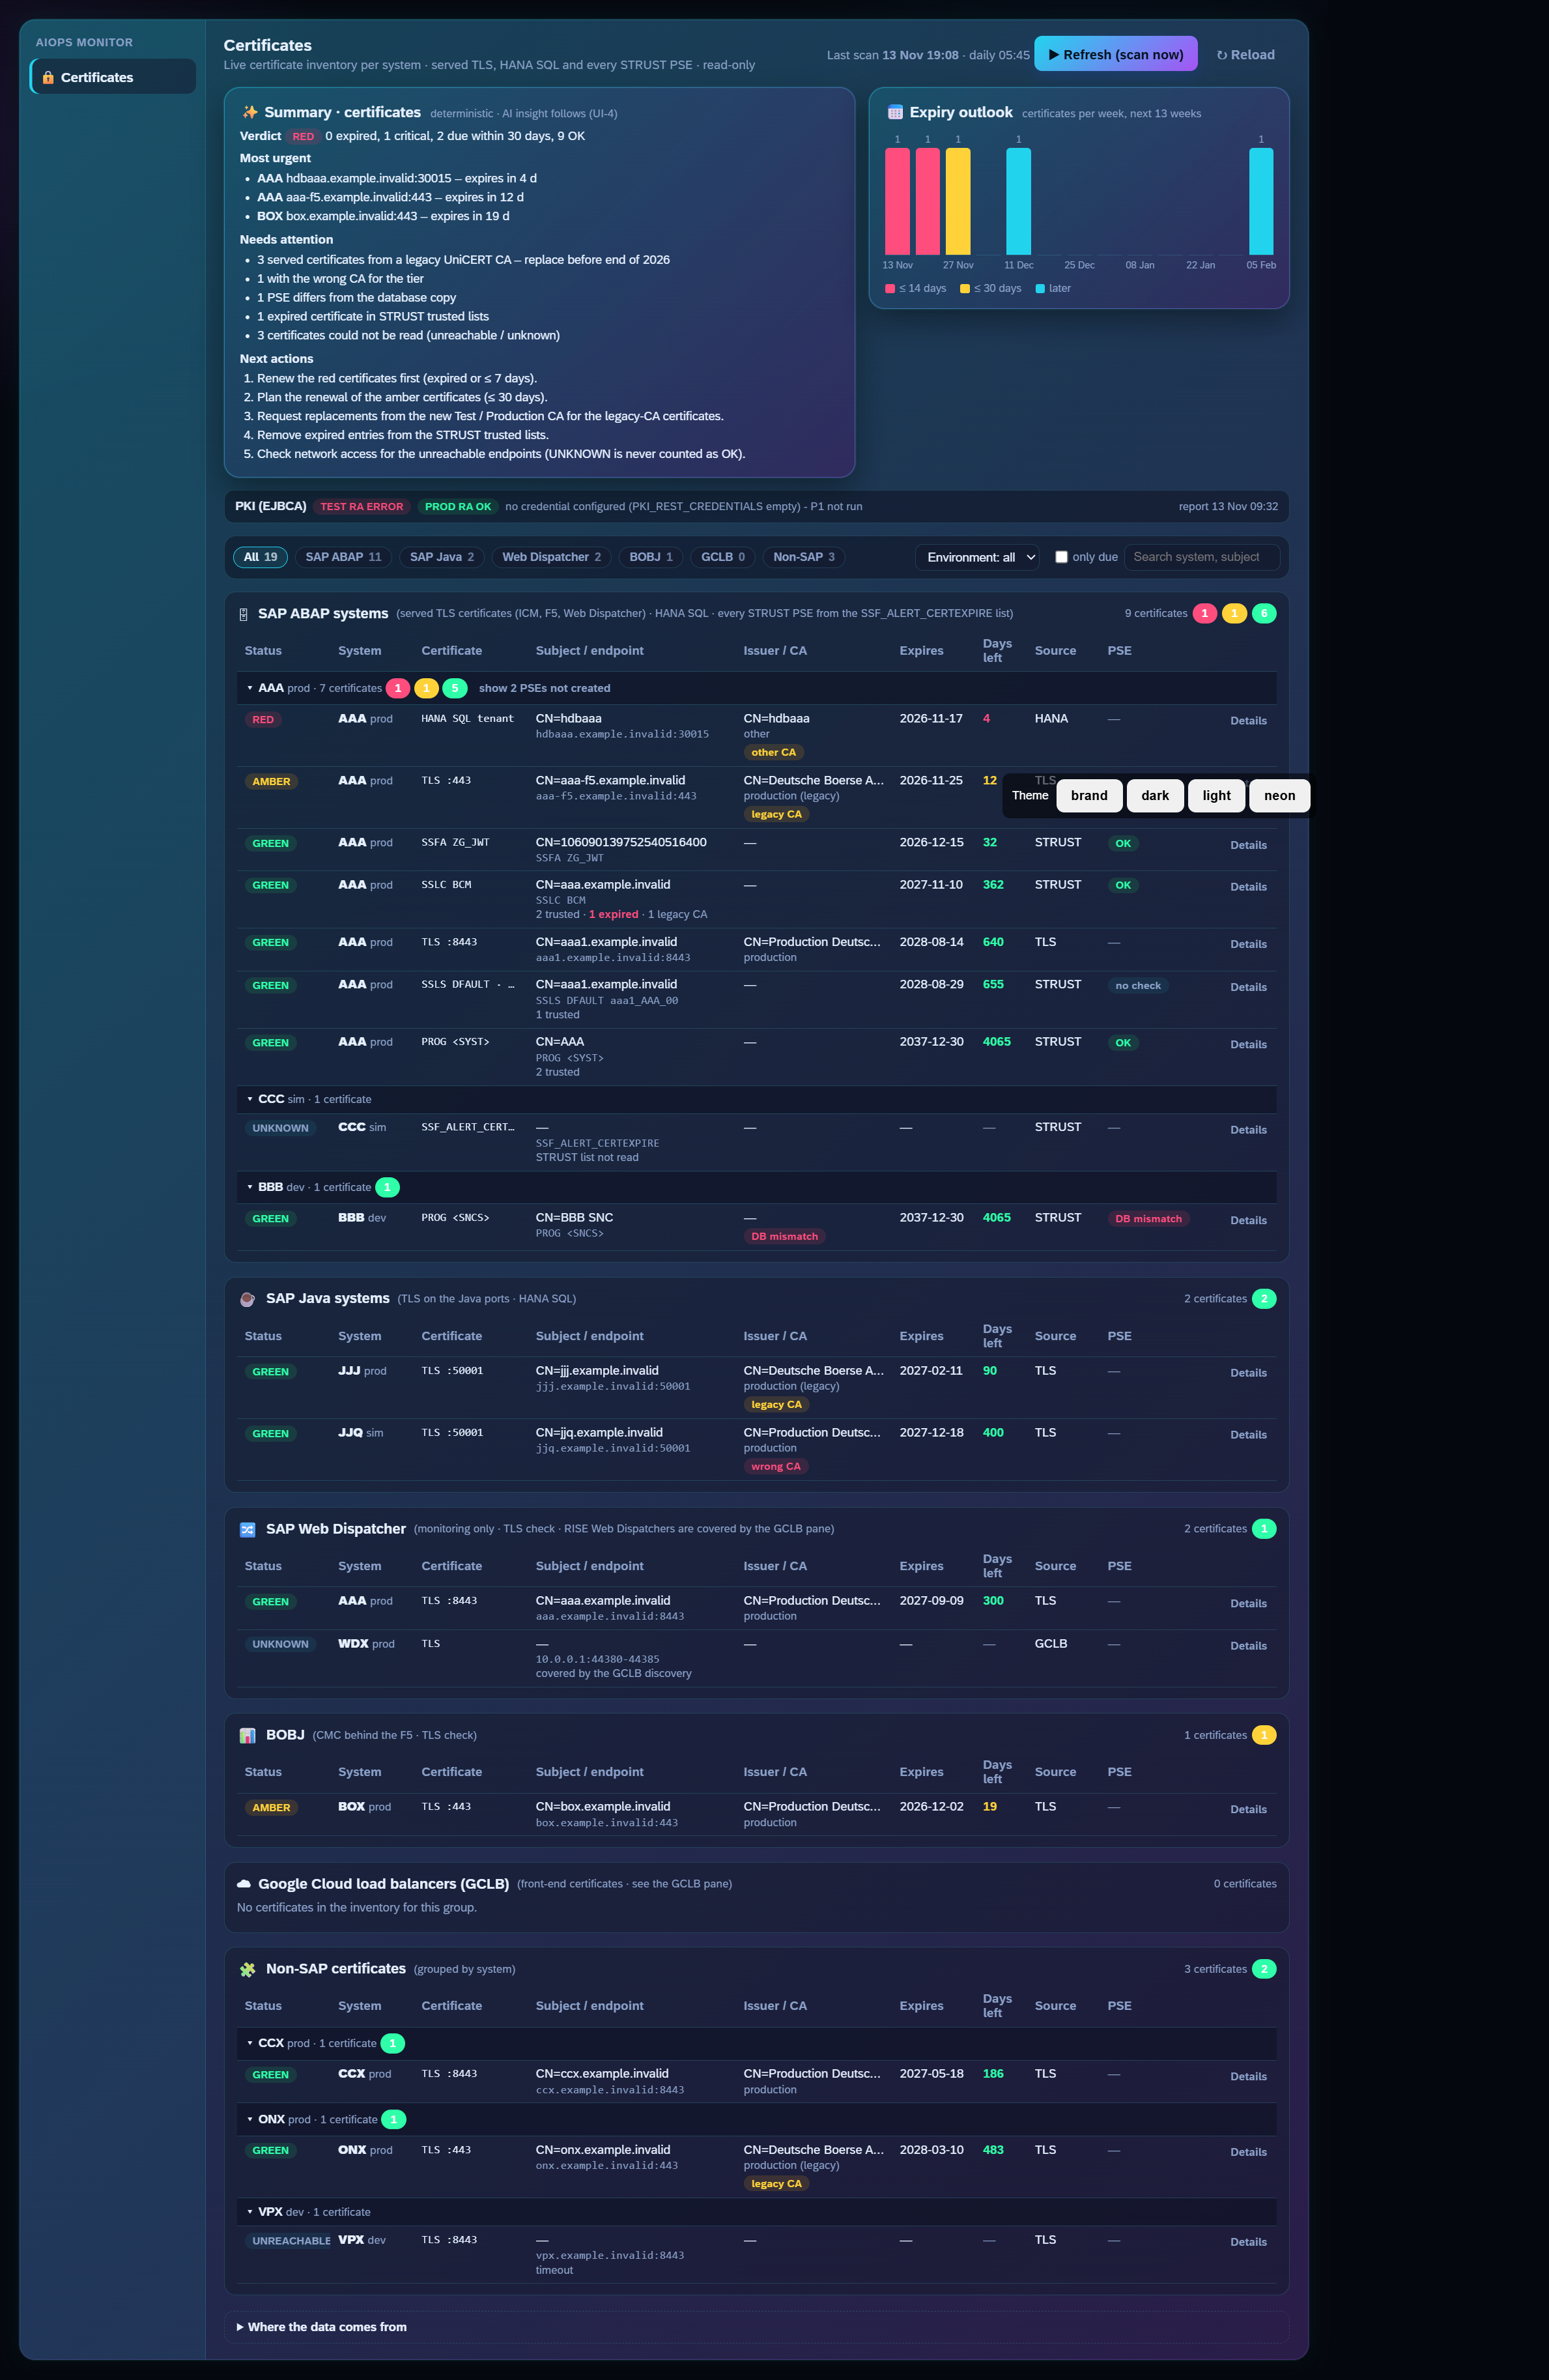 AIOPS MONITOR
Certificates
Certificates
Live certificate inventory per system · served TLS, HANA SQL and every STRUST PSE · read-only
Last scan 13 Nov 19:08 · daily 05:45
▶ Refresh (scan now)
↻ Reload
Summary · certificates deterministic · AI insight follows (UI-4)
Verdict RED 0 expired, 1 critical, 2 due within 30 days, 9 OK
Most urgent
• AAA hdbaaa.example.invalid:30015 – expires in 4 d
• AAA aaa-f5.example.invalid:443 – expires in 12 d
• BOX box.example.invalid:443 – expires in 19 d
Needs attention
• 3 served certificates from a legacy UniCERT CA – replace before end of 2026
• 1 with the wrong CA for the tier
• 1 PSE differs from the database copy
• 1 expired certificate in STRUST trusted lists
• 3 certificates could not be read (unreachable / unknown)
Next actions
1. Renew the red certificates first (expired or ≤ 7 days).
2. Plan the renewal of the amber certificates (≤ 30 days).
3. Request replacements from the new Test / Production CA for the legacy-CA certificates.
4. Remove expired entries from the STRUST trusted lists.
5. Check network access for the unreachable endpoints (UNKNOWN is never counted as OK).
Expiry outlook certificates per week, next 13 weeks
1 1 1 1 1
13 Nov 27 Nov 11 Dec 25 Dec 08 Jan 22 Jan 05 Feb
≤ 14 days ≤ 30 days later
PKI (EJBCA) TEST RA ERROR PROD RA OK no credential configured (PKI_REST_CREDENTIALS empty) - P1 not run report 13 Nov 09:32
All 19 SAP ABAP 11 SAP Java 2 Web Dispatcher 2 BOBJ 1 GCLB 0 Non-SAP 3 Environment: all only due Search system, subject
SAP ABAP systems (served TLS certificates (ICM, F5, Web Dispatcher) · HANA SQL · every STRUST PSE from the SSF_ALERT_CERTEXPIRE list) 9 certificates 1 1 6
Status System Certificate Subject / endpoint Issuer / CA Expires Days left Source PSE
▾ AAA prod · 7 certificates 1 1 5 show 2 PSEs not created
RED AAA prod HANA SQL tenant CN=hdbaaa CN=hdbaaa 2026-11-17 4 HANA — Details
hdbaaa.example.invalid:30015 other
other CA
AMBER AAA prod TLS :443 CN=aaa-f5.example.invalid CN=Deutsche Boerse A... 2026-11-25 12 TLS
aaa-f5.example.invalid:443 production (legacy)
legacy CA
Theme brand dark light neon
GREEN AAA prod SSFA ZG_JWT CN=106090139752540516400 — 2026-12-15 32 STRUST OK Details
SSFA ZG_JWT
GREEN AAA prod SSLC BCM CN=aaa.example.invalid — 2027-11-10 362 STRUST OK Details
SSLC BCM
2 trusted · 1 expired · 1 legacy CA
GREEN AAA prod TLS :8443 CN=aaa1.example.invalid CN=Production Deutsc... 2028-08-14 640 TLS — Details
aaa1.example.invalid:8443 production
GREEN AAA prod SSLS DFAULT · … CN=aaa1.example.invalid — 2028-08-29 655 STRUST no check Details
SSLS DFAULT aaa1_AAA_00
1 trusted
GREEN AAA prod PROG <SYST> CN=AAA — 2037-12-30 4065 STRUST OK Details
PROG <SYST>
2 trusted
▾ CCC sim · 1 certificate
UNKNOWN CCC sim SSF_ALERT_CERT… — — — — STRUST — Details
SSF_ALERT_CERTEXPIRE
STRUST list not read
▾ BBB dev · 1 certificate 1
GREEN BBB dev PROG <SNCS> CN=BBB SNC — 2037-12-30 4065 STRUST DB mismatch Details
PROG <SNCS> DB mismatch
SAP Java systems (TLS on the Java ports · HANA SQL) 2 certificates 2
Status System Certificate Subject / endpoint Issuer / CA Expires Days left Source PSE
GREEN JJJ prod TLS :50001 CN=jjj.example.invalid CN=Deutsche Boerse A... 2027-02-11 90 TLS — Details
jjj.example.invalid:50001 production (legacy)
legacy CA
GREEN JJQ sim TLS :50001 CN=jjq.example.invalid CN=Production Deutsc... 2027-12-18 400 TLS — Details
jjq.example.invalid:50001 production
wrong CA
SAP Web Dispatcher (monitoring only · TLS check · RISE Web Dispatchers are covered by the GCLB pane) 2 certificates 1
Status System Certificate Subject / endpoint Issuer / CA Expires Days left Source PSE
GREEN AAA prod TLS :8443 CN=aaa.example.invalid CN=Production Deutsc... 2027-09-09 300 TLS — Details
aaa.example.invalid:8443 production
UNKNOWN WDX prod TLS — — — — GCLB — Details
10.0.0.1:44380-44385
covered by the GCLB discovery
BOBJ (CMC behind the F5 · TLS check) 1 certificates 1
Status System Certificate Subject / endpoint Issuer / CA Expires Days left Source PSE
AMBER BOX prod TLS :443 CN=box.example.invalid CN=Production Deutsc... 2026-12-02 19 TLS — Details
box.example.invalid:443 production
Google Cloud load balancers (GCLB) (front-end certificates · see the GCLB pane) 0 certificates
No certificates in the inventory for this group.
Non-SAP certificates (grouped by system) 3 certificates 2
Status System Certificate Subject / endpoint Issuer / CA Expires Days left Source PSE
▾ CCX prod · 1 certificate 1
GREEN CCX prod TLS :8443 CN=ccx.example.invalid CN=Production Deutsc... 2027-05-18 186 TLS — Details
ccx.example.invalid:8443 production
▾ ONX prod · 1 certificate 1
GREEN ONX prod TLS :443 CN=onx.example.invalid CN=Deutsche Boerse A... 2028-03-10 483 TLS — Details
onx.example.invalid:443 production (legacy)
legacy CA
▾ VPX dev · 1 certificate
UNREACHABLE VPX dev TLS :8443 — — — — TLS — Details
vpx.example.invalid:8443
timeout
▶ Where the data comes from